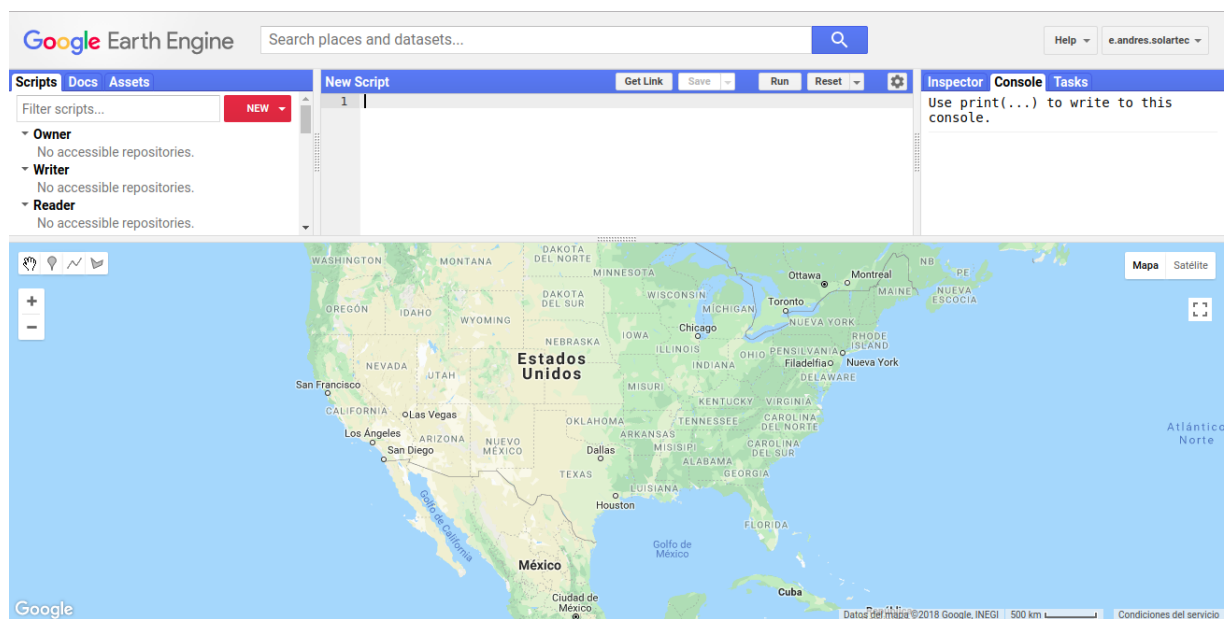 Google Earth Engine
Search places and datasets...
Help
e.andres.solartec
Scripts Docs Assets
New Script
Get Link Save Run Reset
Inspector Console Tasks
Filter scripts...
NEW
1
Use print(...) to write to this
console.
Owner
No accessible repositories.
Writer
No accessible repositories.
Reader
No accessible repositories.
Mapa Satélite
+
−
WASHINGTON
MONTANA
DAKOTA
DEL NORTE
MINNESOTA
Ottawa
Montreal
NB
PE
MAINE
NUEVA
ESCOCIA
OREGÓN
IDAHO
WYOMING
DAKOTA
DEL SUR
WISCONSIN
MÍCHIGAN
Toronto
NUEVA YORK
Chicago
IOWA
NEBRASKA
ILLINOIS
INDIANA
OHIO
PENSILVANIA
RHODE
ISLAND
Nueva York
Filadelfia
DELAWARE
Estados
Unidos
NEVADA
UTAH
San Francisco
MISURI
KENTUCKY
VIRGINIA
CALIFORNIA
Las Vegas
OKLAHOMA
TENNESSEE
CAROLINA
DEL NORTE
Los Ángeles
ARIZONA
NUEVO
MÉXICO
ARKANSAS
San Diego
Dallas
MISISIPI
CAROLINA
DEL SUR
ALABAMA
GEORGIA
TEXAS
LUISIANA
Houston
Atlántico
Norte
FLORIDA
Golfo de California
Golfo de
México
México
Cuba
Ciudad de
México
Google
Datos del mapa ©2018 Google, INEGI
500 km
Condiciones del servicio